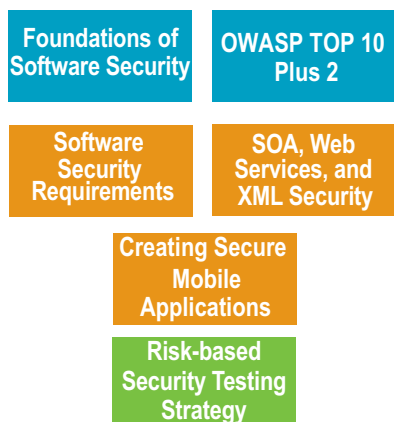 Foundations of
Software Security
OWASP TOP 10
Plus 2
Software
Security
Requirements
SOA, Web
Services, and
XML Security
Creating Secure
Mobile
Applications
Risk-based
Security Testing
Strategy